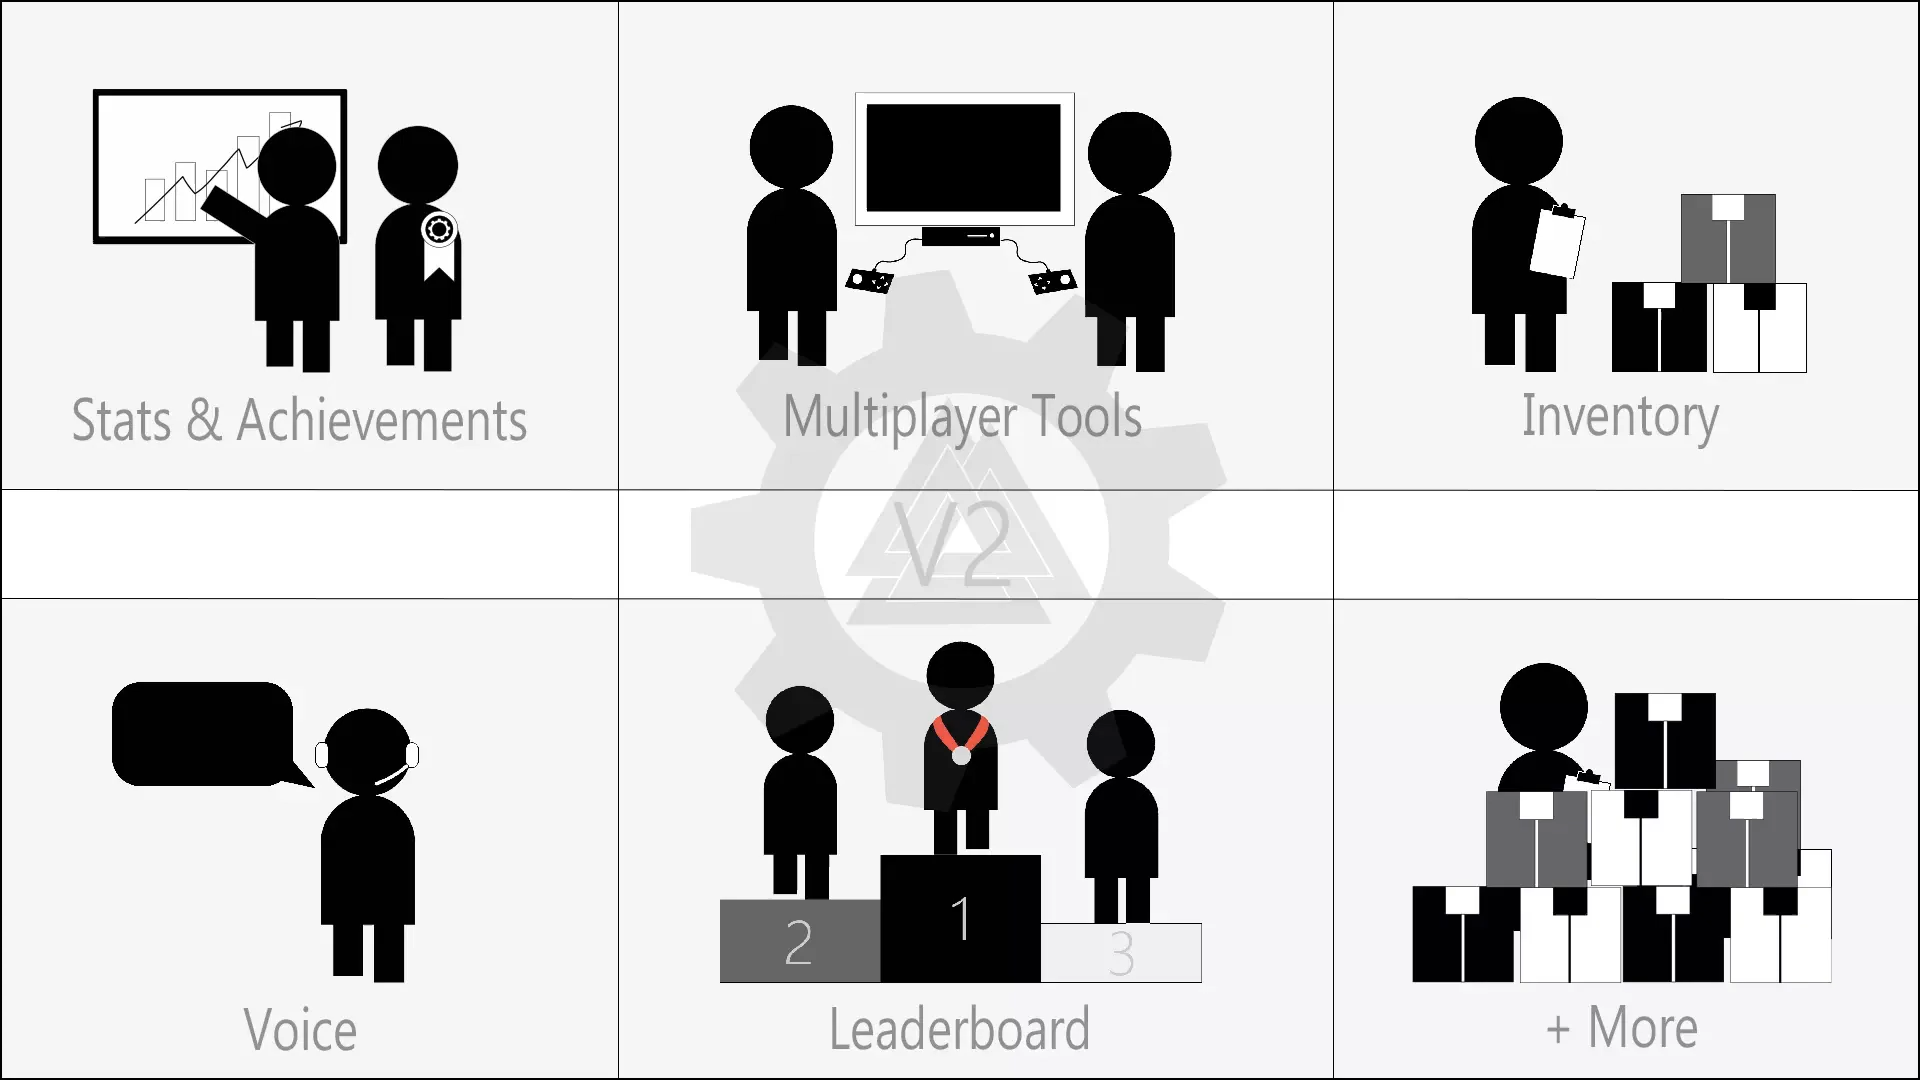 Stats & Achievements
Multiplayer Tools
Inventory
V2
2
1
3
Voice
Leaderboard
+ More